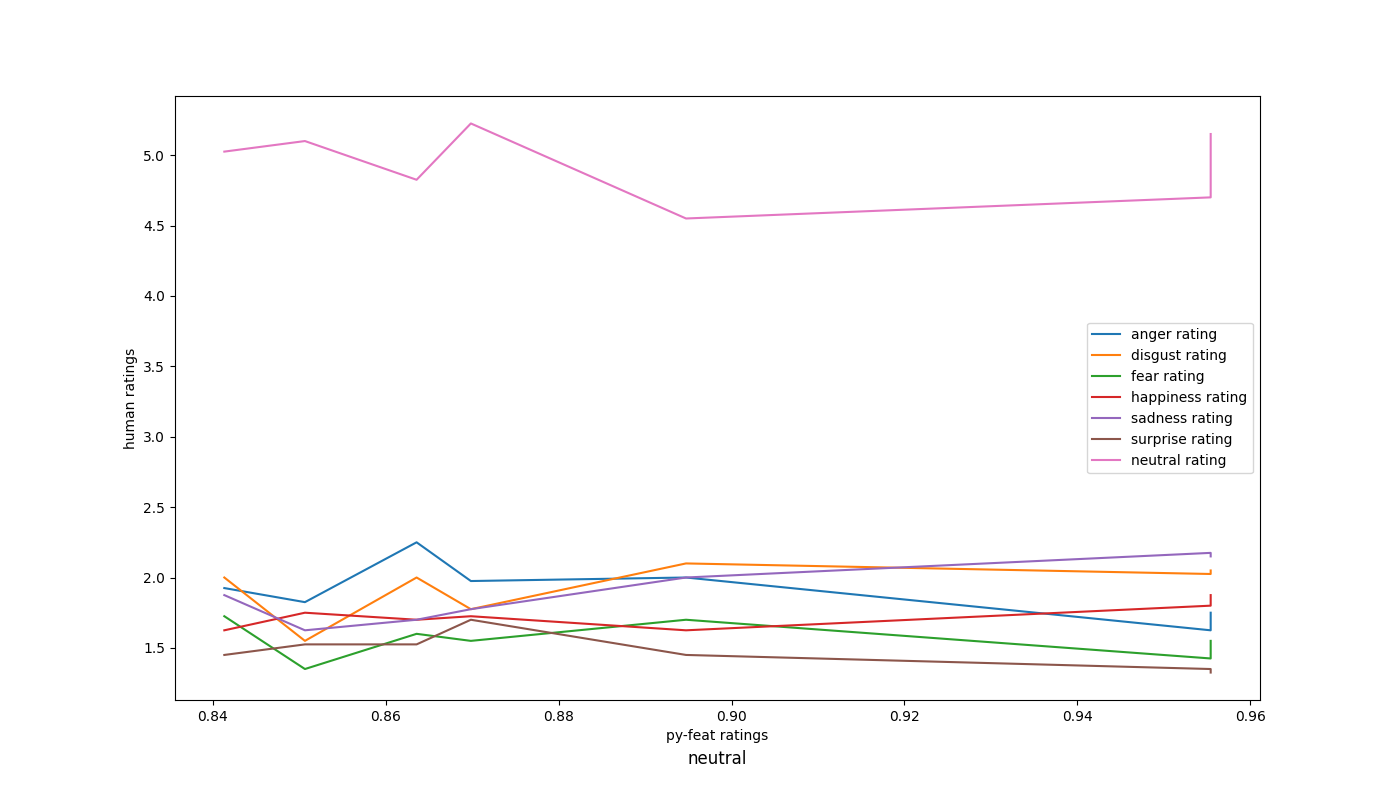 5.0
4.5
4.0
3.5
3.0
2.5
2.0
1.5
human ratings
anger rating
disgust rating
fear rating
happiness rating
sadness rating
surprise rating
neutral rating
0.84 0.86 0.88 0.90 0.92 0.94 0.96
py-feat ratings
neutral